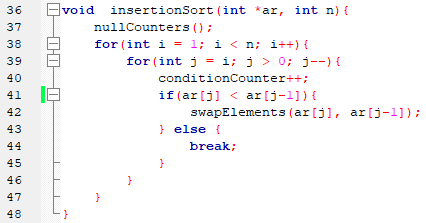 36 void  insertionSort(int *ar, int n){
37     nullCounters();
38     for(int i = 1; i < n; i++){
39         for(int j = i; j > 0; j--){
40             conditionCounter++;
41             if(ar[j] < ar[j-1]){
42                 swapElements(ar[j], ar[j-1]);
43             } else {
44                 break;
45             }
46         }
47     }
48 }